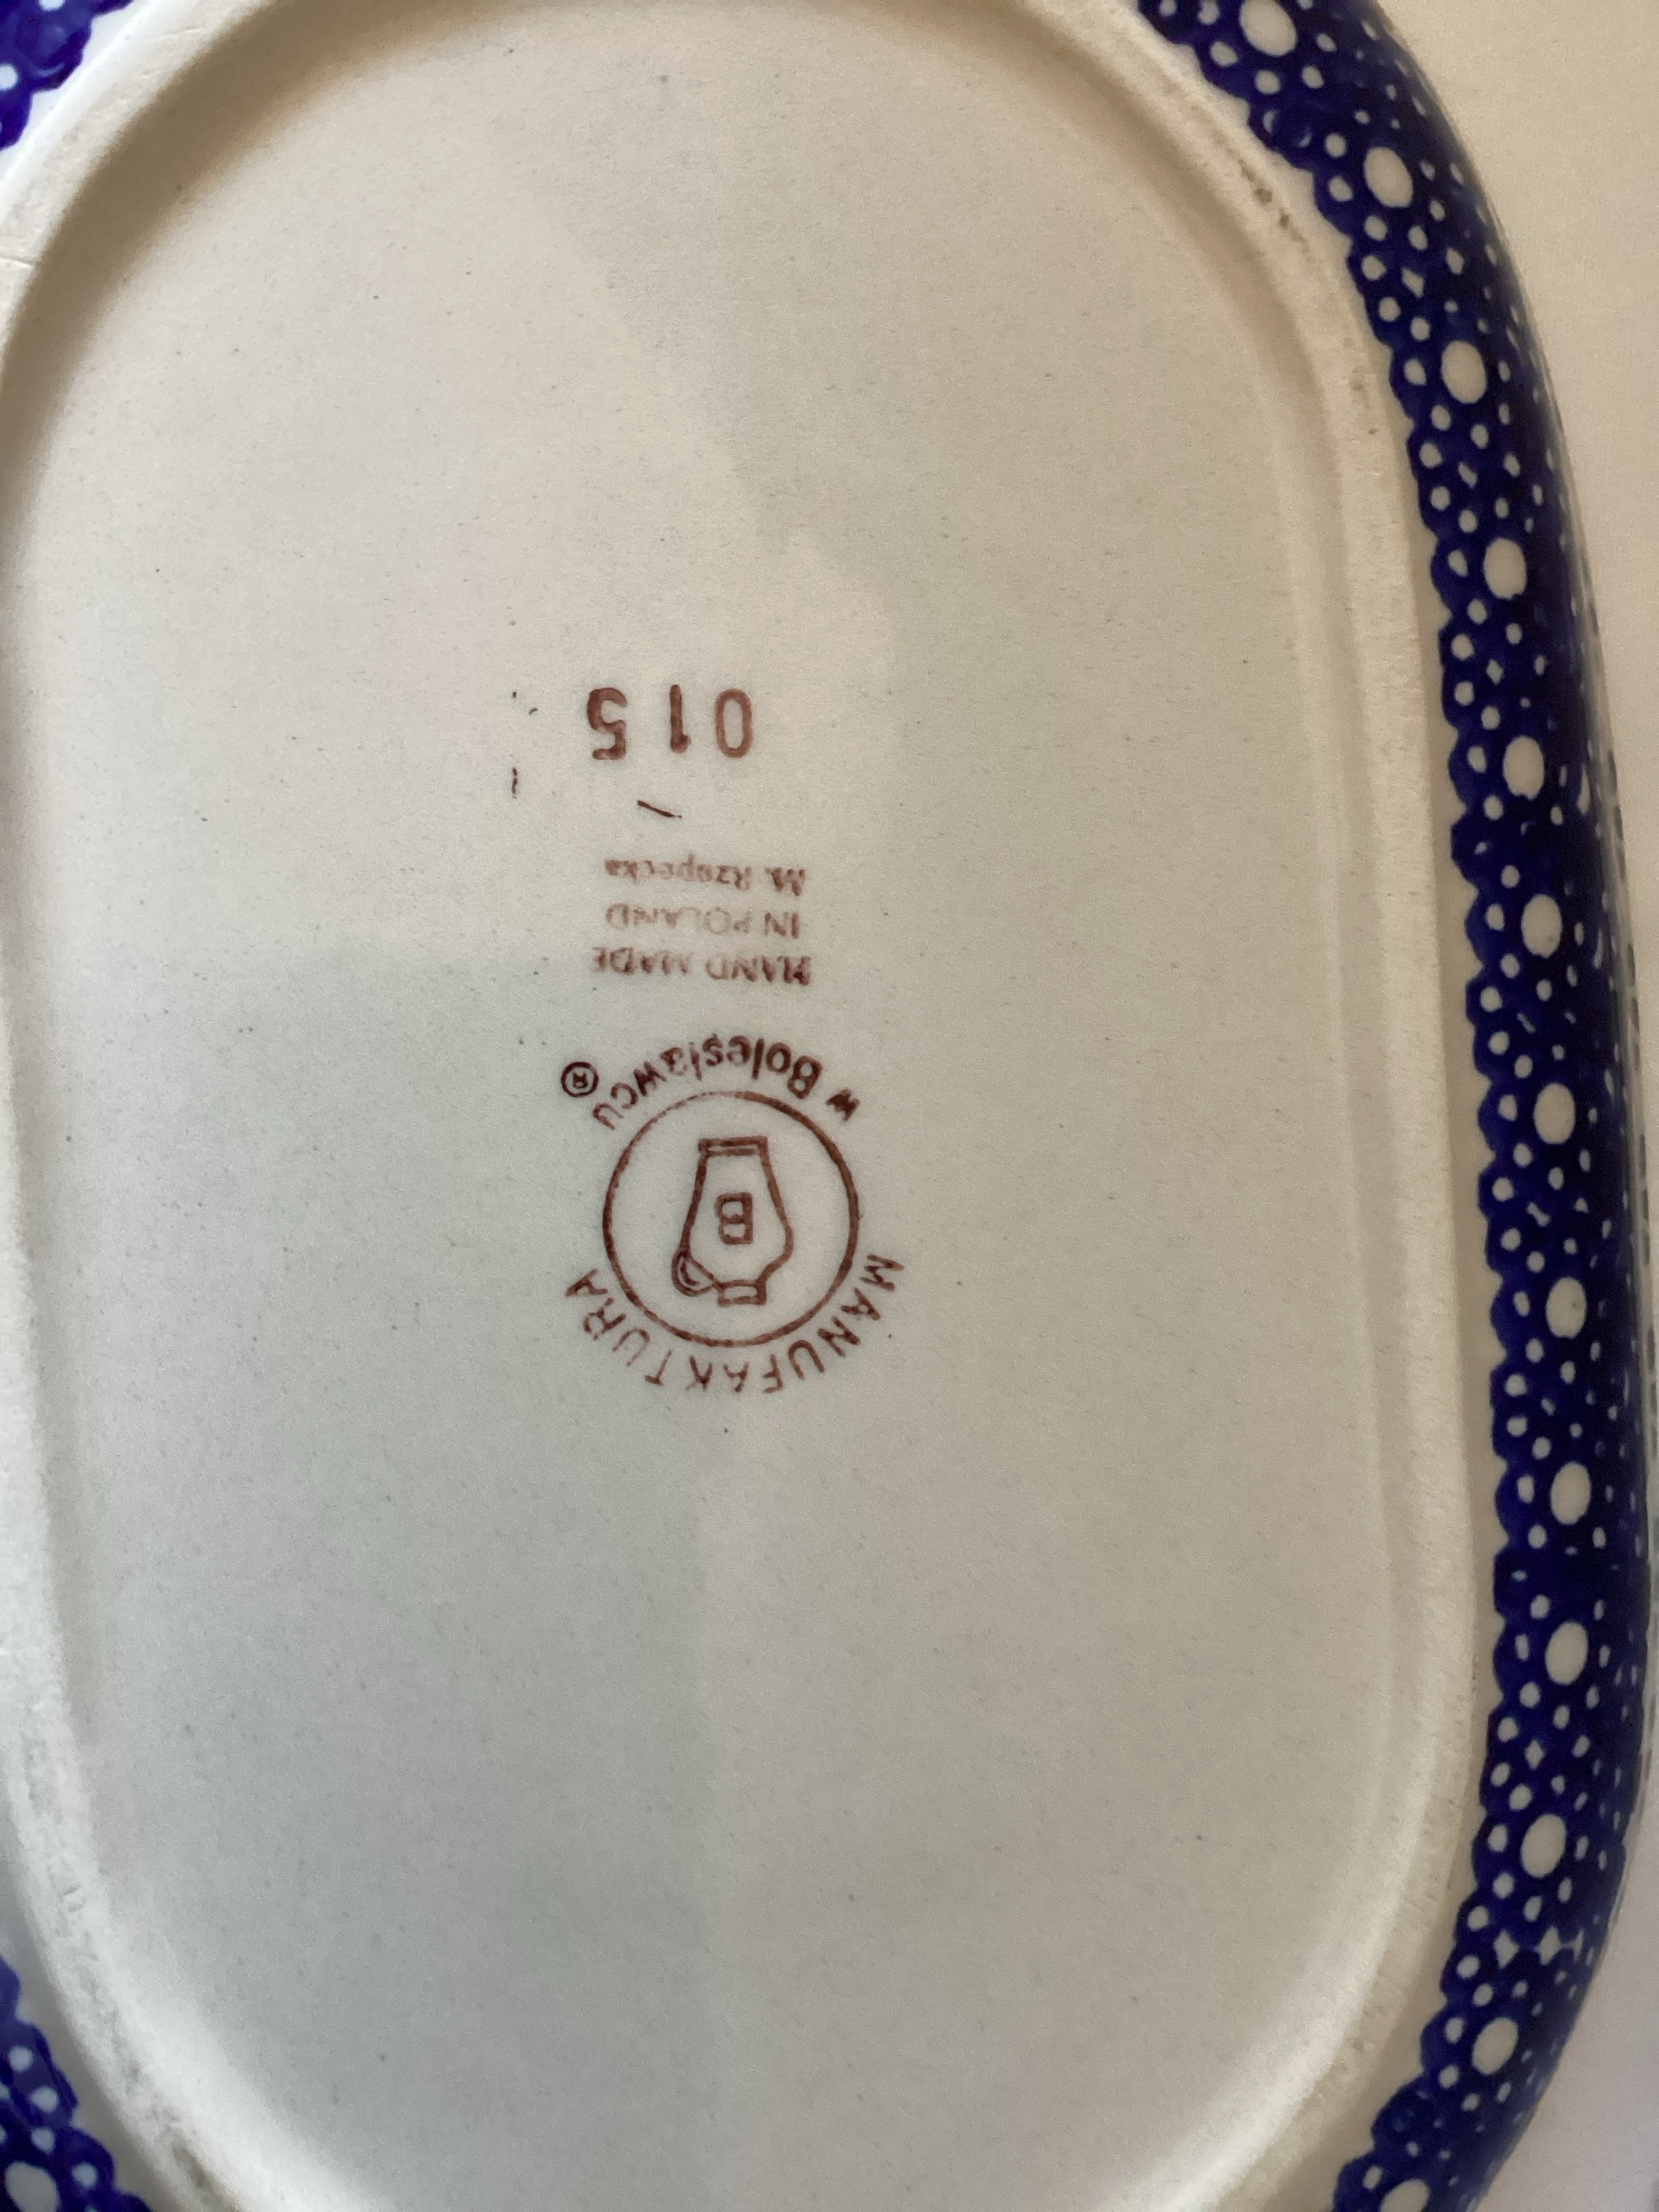 MANUFAKTURA
B
w Bolesławcu ®
HAND MADE
IN POLAND
M. Rzepecka
015